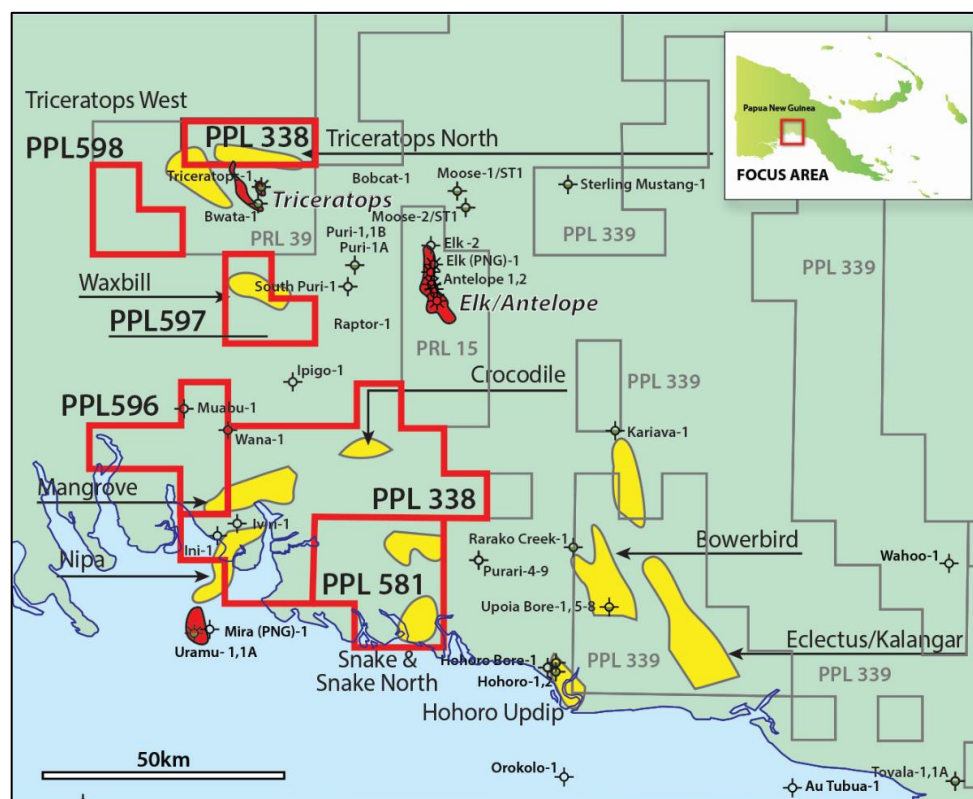 Triceratops West
PPL598
PPL 338
Triceratops North
Papua New Guinea
FOCUS AREA
Triceratops-1
Bwata-1
Triceratops
Bobcat-1
Moose-1/ST1
Moose-2/ST1
Sterling Mustang-1
PPL 339
PPL 339
PRL 39
Puri-1,1B
Puri-1A
Elk -2
Elk (PNG)-1
Antelope 1,2
Elk/Antelope
Waxbill
South Puri-1
PPL597
Raptor-1
PRL 15
Ipigo-1
Crocodile
PPL 339
PPL596
Muabu-1
Wana-1
Kariava-1
Mangrove
PPL 338
Iviri-1
Ini-1
Rarako Creek-1
Bowerbird
Wahoo-1
Purari-4-9
Nipa
PPL 581
Upoia Bore-1, 5-8
Mira (PNG)-1
Uramu- 1,1A
Eclectus/Kalangar
Snake &
Snake North
Hohoro Bore-1
Hohoro-1,2
PPL 339
PPL 339
Hohoro Updip
50km
Orokolo-1
Au Tubua-1
Tovala-1,1A